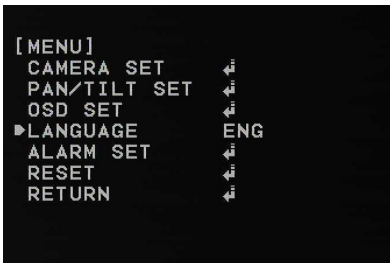 [MENU]
CAMERA SET ↲
PAN/TILT SET ↲
OSD SET ↲
LANGUAGE ENG
ALARM SET ↲
RESET ↲
RETURN ↲